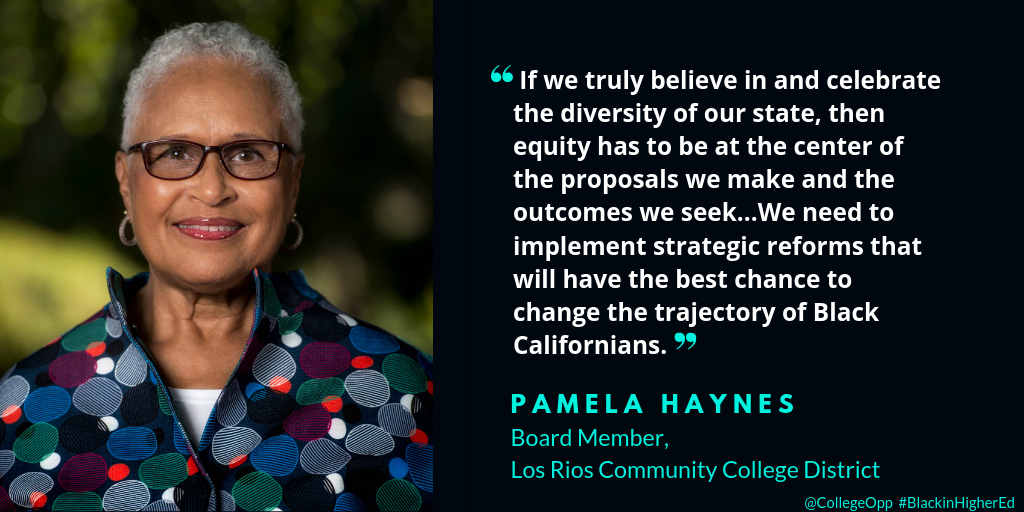 “ If we truly believe in and celebrate
the diversity of our state, then
equity has to be at the center of
the proposals we make and the
outcomes we seek...We need to
implement strategic reforms that
will have the best chance to
change the trajectory of Black
Californians. ”
PAMELA HAYNES
Board Member,
Los Rios Community College District
@CollegeOpp #BlackinHigherEd